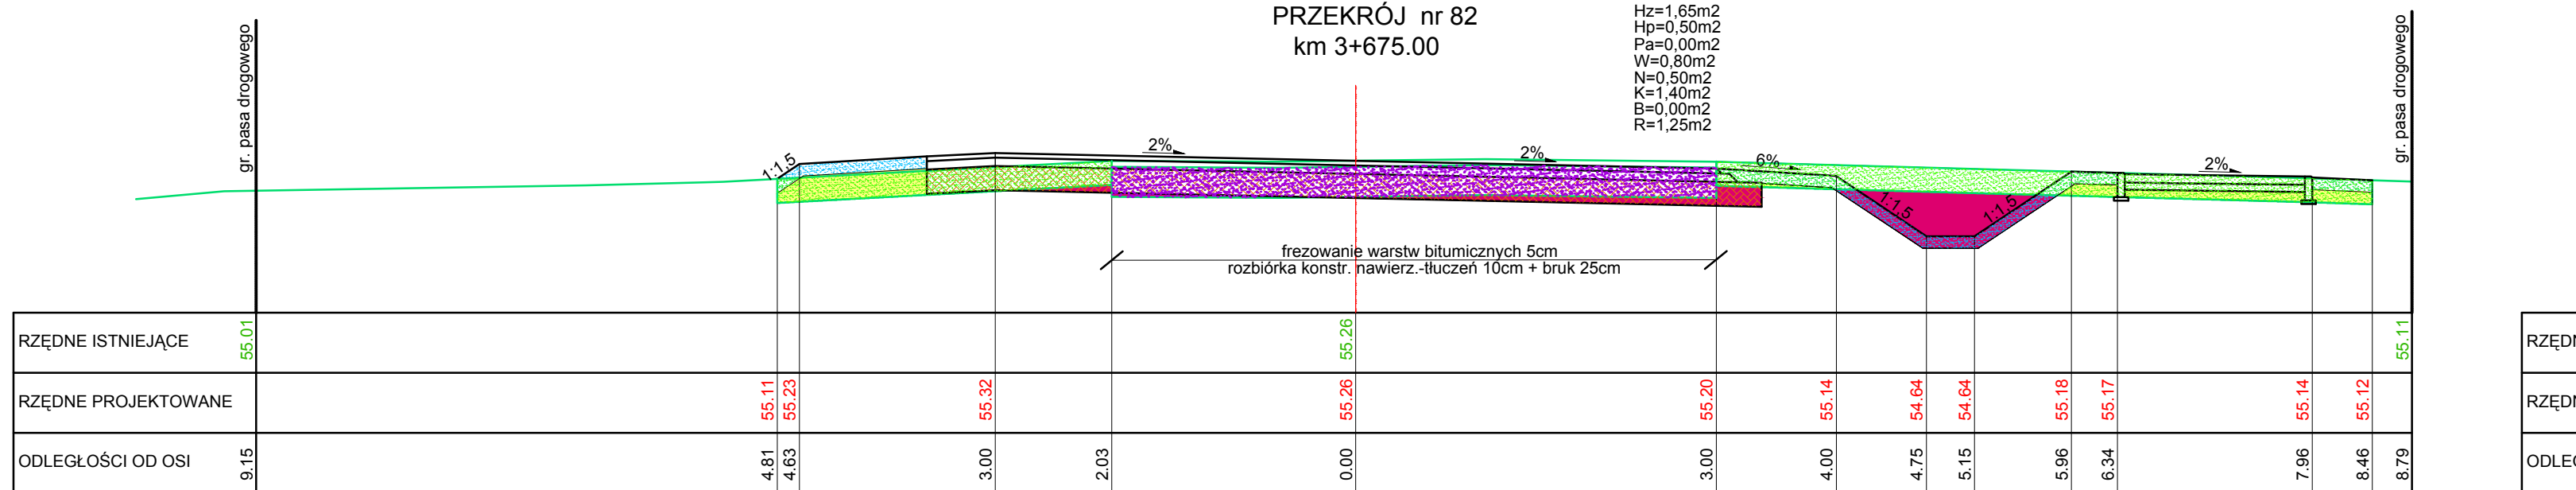 PRZEKRÓJ nr 82
km 3+675.00
Hz=1,65m2
Hp=0,50m2
Pa=0,00m2
W=0,80m2
N=0,50m2
K=1,40m2
B=0,00m2
R=1,25m2
gr. pasa drogowego
gr. pasa drogowego
1:1,5
2%
2%
6%
1:1,5
1:1,5
2%
frezowanie warstw bitumicznych 5cm
rozbiórka konstr. nawierz.-tłuczeń 10cm + bruk 25cm
RZĘDNE ISTNIEJĄCE 55.01 55.26 55.11
RZĘDNE PROJEKTOWANE 55.11 55.23 55.32 55.26 55.20 55.14 54.64 54.64 55.18 55.17 55.14 55.12
ODLEGŁOŚCI OD OSI 9.15 4.81 4.63 3.00 2.03 0.00 3.00 4.00 4.75 5.15 5.96 6.34 7.96 8.46 8.79